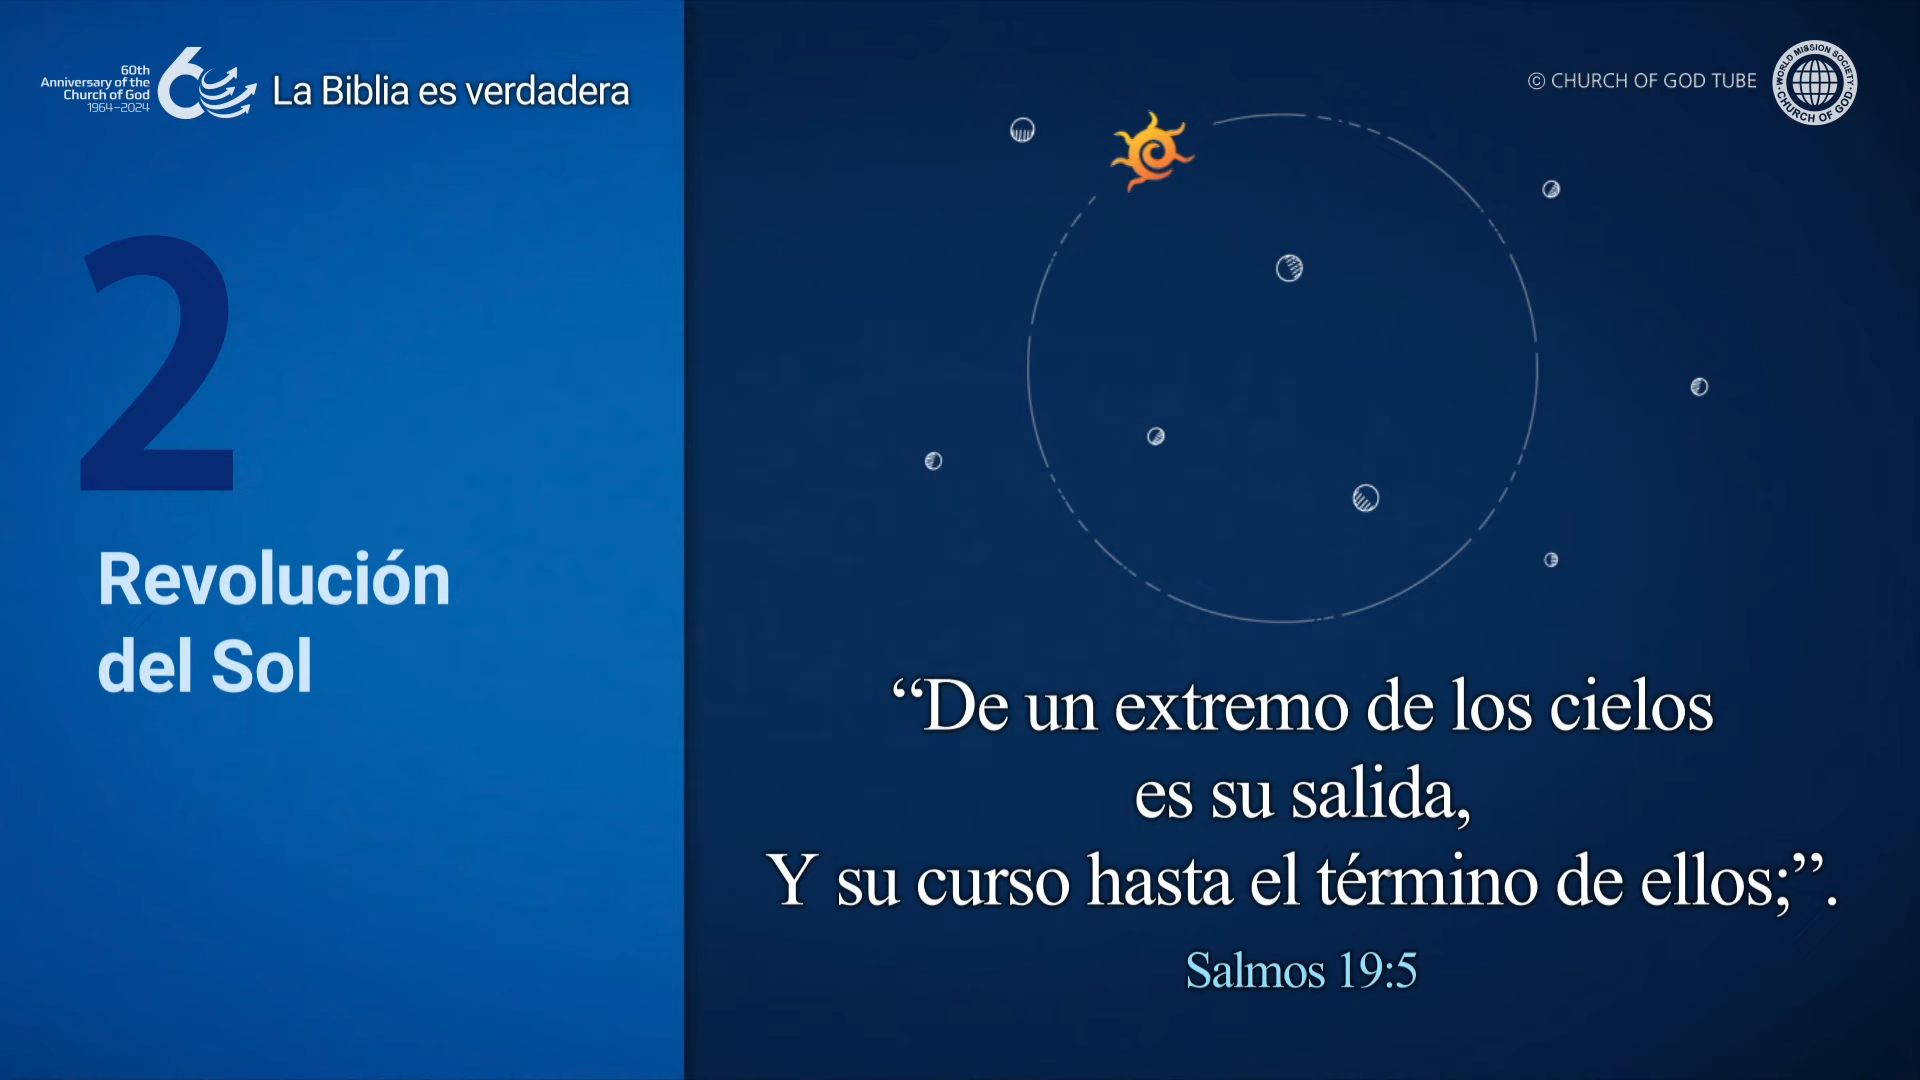 60th
Anniversary of the
Church of God
1964–2024
60
La Biblia es verdadera
© CHURCH OF GOD TUBE
WORLD MISSION SOCIETY
CHURCH OF GOD
2
Revolución
del Sol
“De un extremo de los cielos
es su salida,
Y su curso hasta el término de ellos;”.
Salmos 19:5